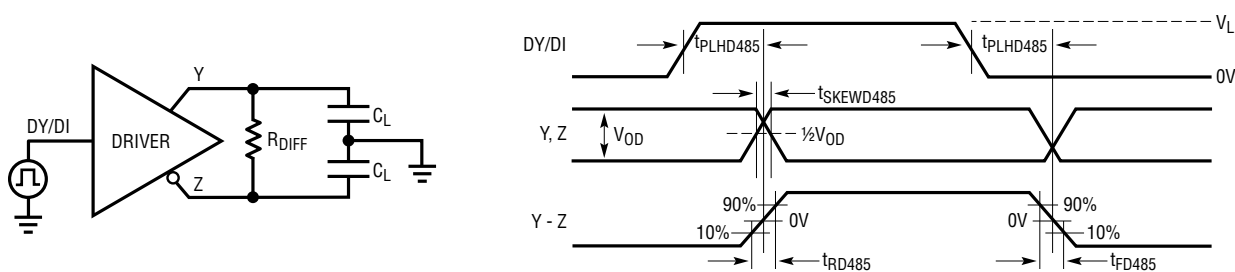 DY/DI
DRIVER
Y
Z
RDIFF
CL
CL
DY/DI
tPLHD485
tPLHD485
VL
0V
tSKEWD485
Y, Z
VOD
½VOD
Y - Z
90%
10%
0V
tRD485
0V
90%
10%
tFD485